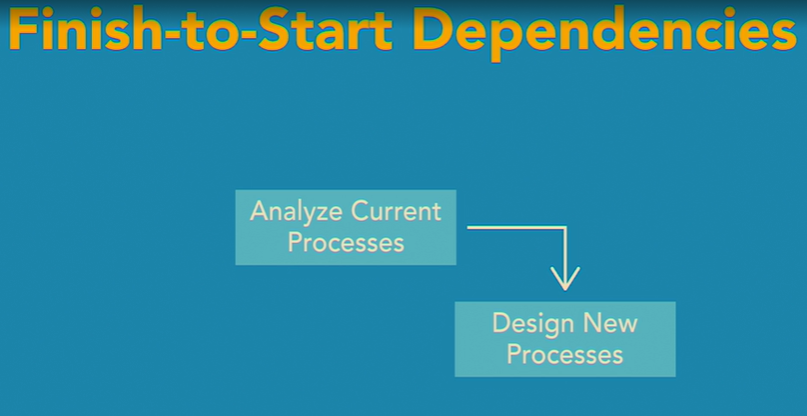 Finish-to-Start Dependencies
Analyze Current
Processes
Design New
Processes